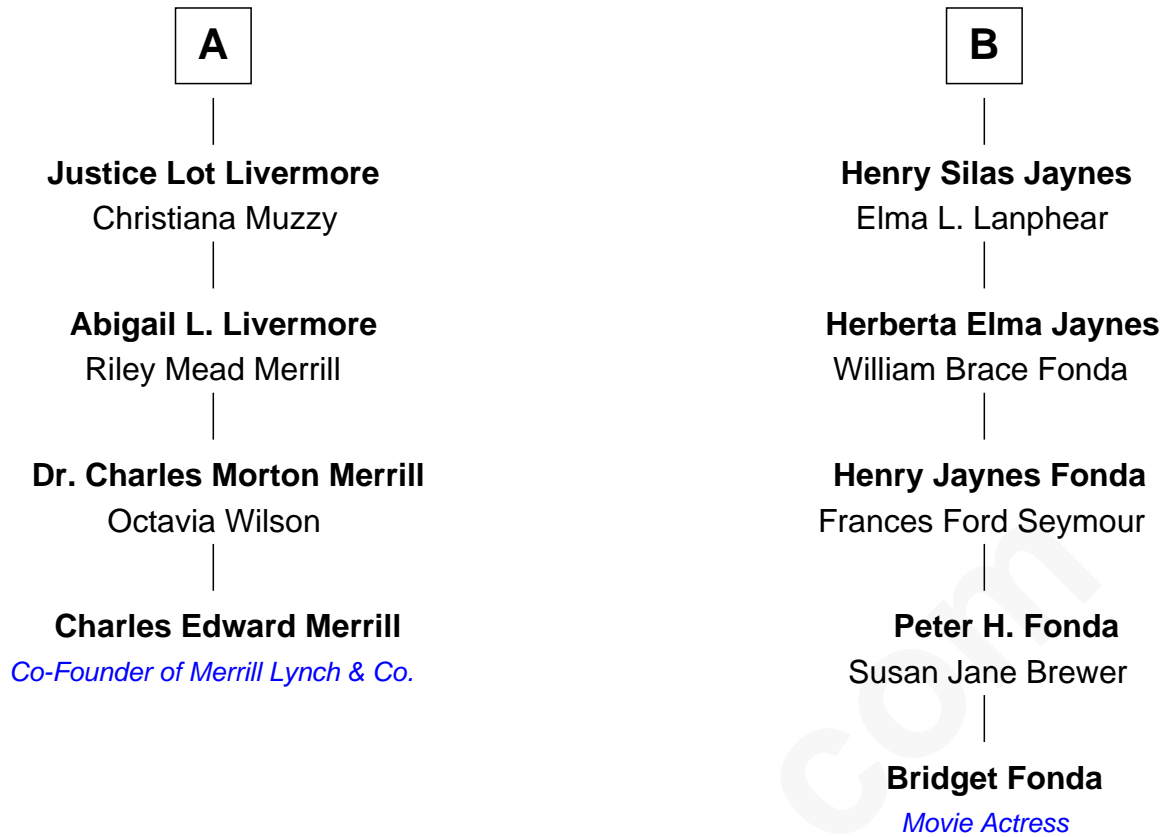 A
Justice Lot Livermore
Christiana Muzzy
Abigail L. Livermore
Riley Mead Merrill
Dr. Charles Morton Merrill
Octavia Wilson
Charles Edward Merrill
Co-Founder of Merrill Lynch & Co.
B
Henry Silas Jaynes
Elma L. Lanphear
Herberta Elma Jaynes
William Brace Fonda
Henry Jaynes Fonda
Frances Ford Seymour
Peter H. Fonda
Susan Jane Brewer
Bridget Fonda
Movie Actress
com